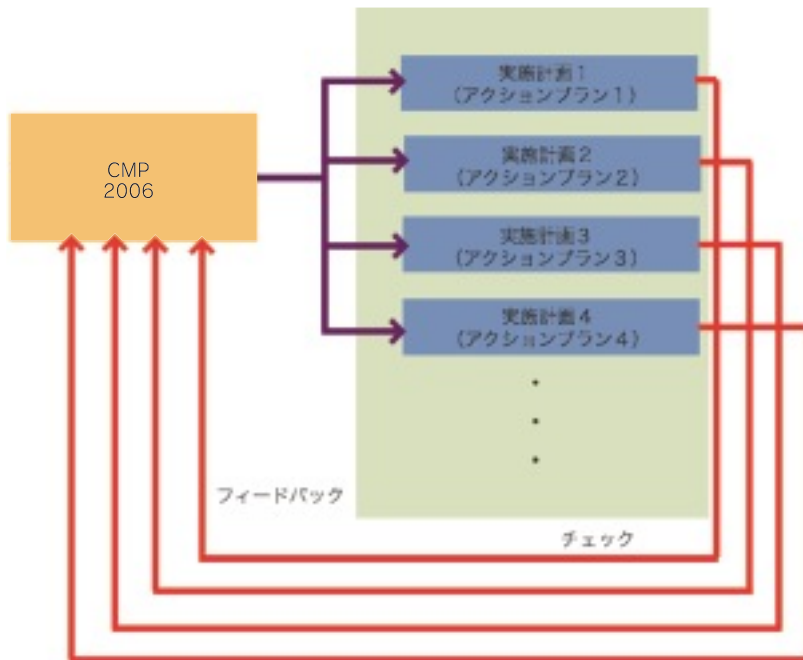 CMP
2006
実施計画１
（アクションプラン１）
実施計画２
（アクションプラン２）
実施計画３
（アクションプラン３）
実施計画４
（アクションプラン４）
フィードバック
チェック